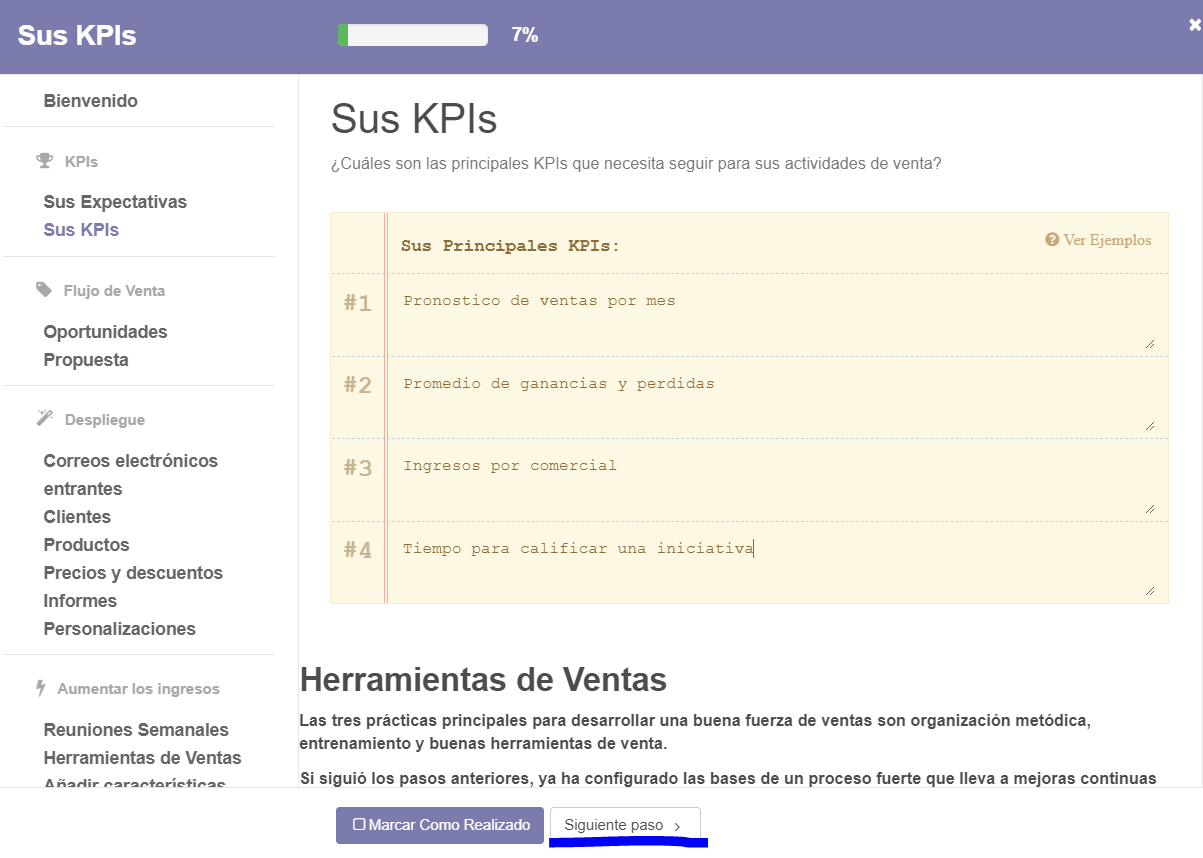 Sus KPIs
7%
Bienvenido
KPIs
Sus Expectativas
Sus KPIs
Flujo de Venta
Oportunidades
Propuesta
Despliegue
Correos electrónicos
entrantes
Clientes
Productos
Precios y descuentos
Informes
Personalizaciones
Aumentar los ingresos
Reuniones Semanales
Herramientas de Ventas
Añadir características
Sus KPIs
¿Cuáles son las principales KPIs que necesita seguir para sus actividades de venta?
Sus Principales KPIs:
Ver Ejemplos
#1 Pronostico de ventas por mes
#2 Promedio de ganancias y perdidas
#3 Ingresos por comercial
#4 Tiempo para calificar una iniciativa
Herramientas de Ventas
Las tres prácticas principales para desarrollar una buena fuerza de ventas son organización metódica,
entrenamiento y buenas herramientas de venta.
Si siguió los pasos anteriores, ya ha configurado las bases de un proceso fuerte que lleva a mejoras continuas
Marcar Como Realizado
Siguiente paso